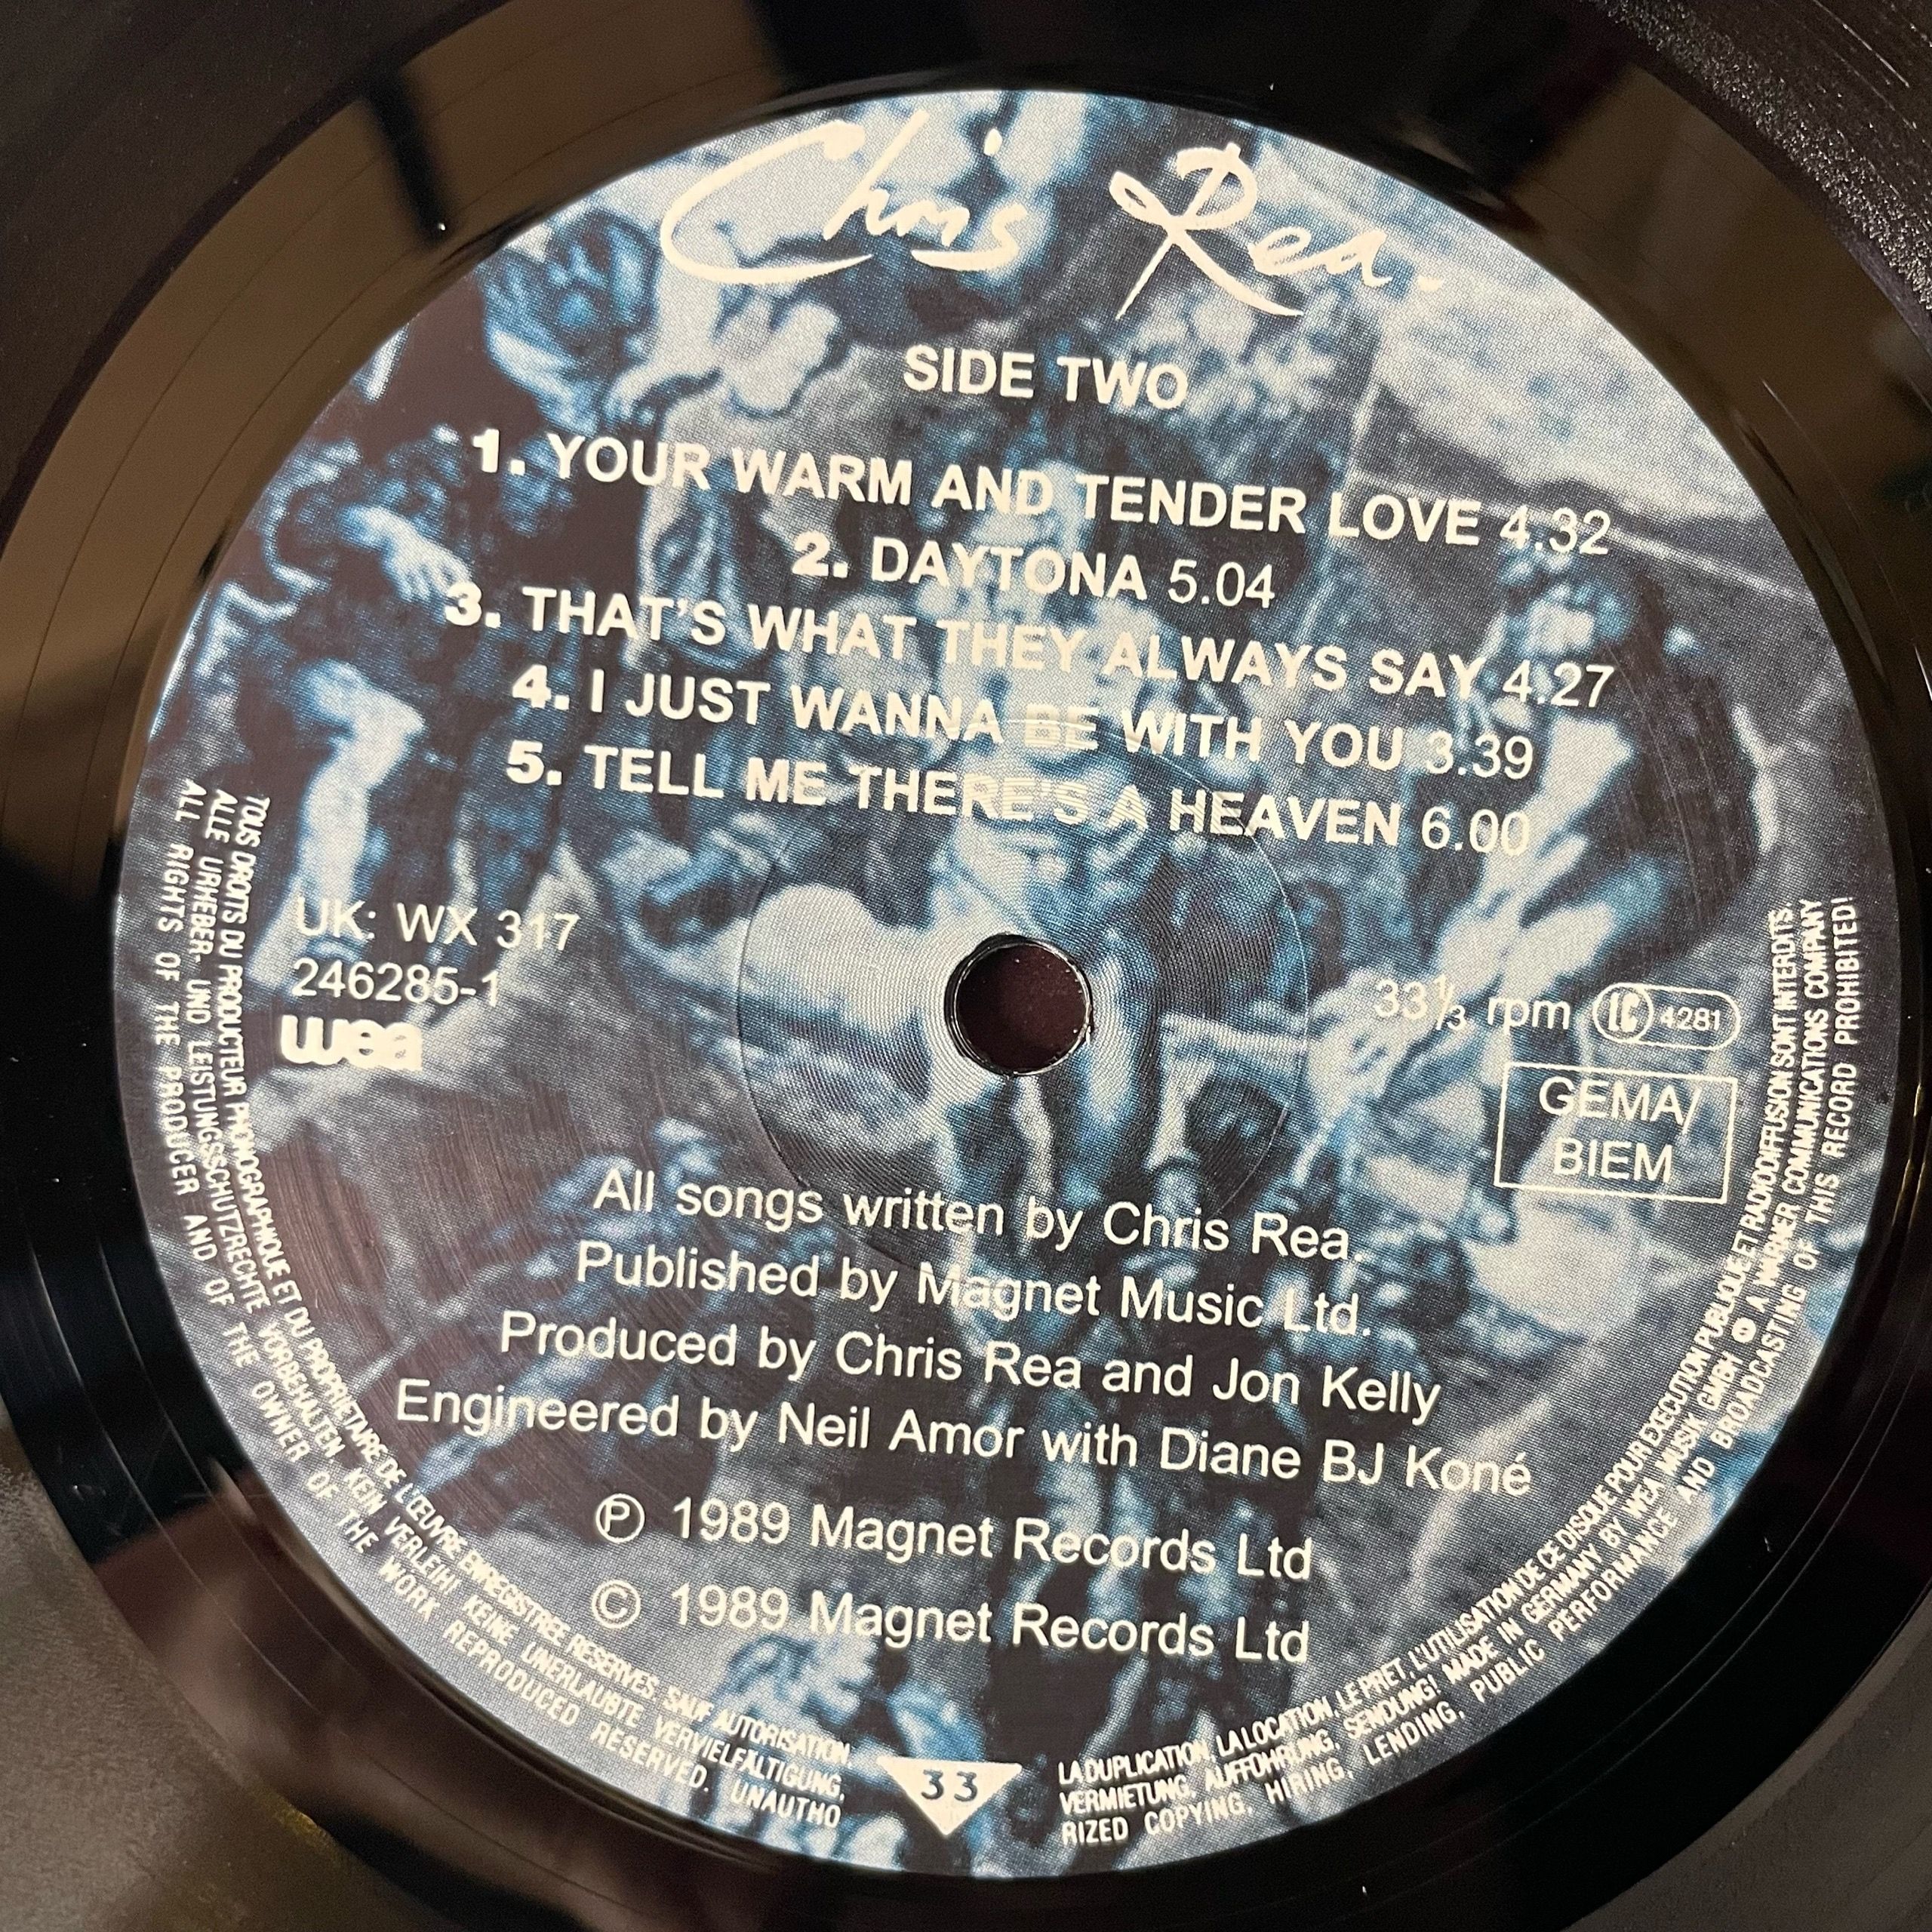 Chris Rea.
SIDE TWO
1. YOUR WARM AND TENDER LOVE 4.32
2. DAYTONA 5.04
3. THAT'S WHAT THEY ALWAYS SAY 4.27
4. I JUST WANNA BE WITH YOU 3.39
5. TELL ME THERE'S A HEAVEN 6.00
UK: WX 317
246285-1
wea
33⅓ rpm LC 4281
GEMA/
BIEM
All songs written by Chris Rea.
Published by Magnet Music Ltd.
Produced by Chris Rea and Jon Kelly
Engineered by Neil Amor with Diane BJ Koné
Ⓟ 1989 Magnet Records Ltd
© 1989 Magnet Records Ltd
TOUS DROITS DU PRODUCTEUR PHONOGRAPHIQUE ET DU PROPRIETAIRE DE L'ŒUVRE ENREGISTREE RESERVES. SAUF AUTORISATION, LA DUPLICATION, LA LOCATION, LE PRET, L'UTILISATION DE CE DISQUE POUR EXECUTION PUBLIQUE ET RADIODIFFUSION SONT INTERDITS.
ALLE URHEBER- UND LEISTUNGSSCHUTZRECHTE VORBEHALTEN. KEIN VERLEIH! KEINE UNERLAUBTE VERVIELFÄLTIGUNG, VERMIETUNG, AUFFÜHRUNG, SENDUNG! MADE IN GERMANY BY WEA MUSIK GMBH A WARNER COMMUNICATIONS COMPANY
ALL RIGHTS OF THE PRODUCER AND OF THE OWNER OF THE WORK REPRODUCED RESERVED. UNAUTHORIZED COPYING, HIRING, LENDING, PUBLIC PERFORMANCE AND BROADCASTING OF THIS RECORD PROHIBITED!
33